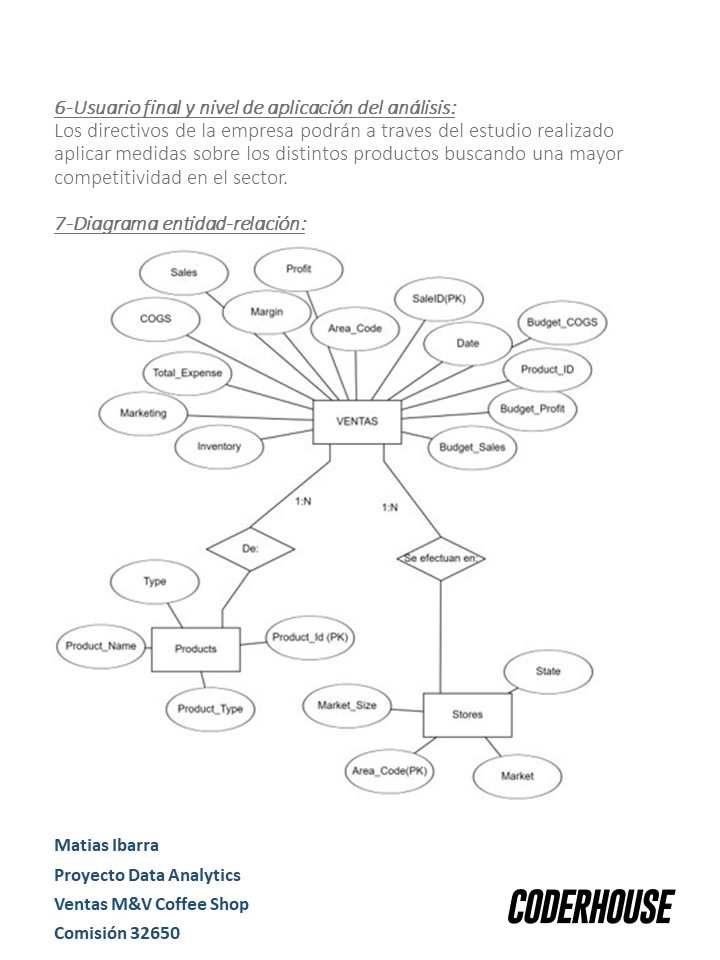 6-Usuario final y nivel de aplicación del análisis:
Los directivos de la empresa podrán a traves del estudio realizado
aplicar medidas sobre los distintos productos buscando una mayor
competitividad en el sector.
7-Diagrama entidad-relación:
Sales
Profit
COGS
Margin
Area_Code
SaleID(PK)
Date
Budget_COGS
Total_Expense
Product_ID
Marketing
Budget_Profit
VENTAS
Inventory
Budget_Sales
1:N
1:N
De:
Se efectuan en:
Type
Product_Name
Products
Product_Id (PK)
Product_Type
State
Market_Size
Stores
Area_Code(PK)
Market
Matias Ibarra
Proyecto Data Analytics
Ventas M&V Coffee Shop
Comisión 32650
CODERHOUSE